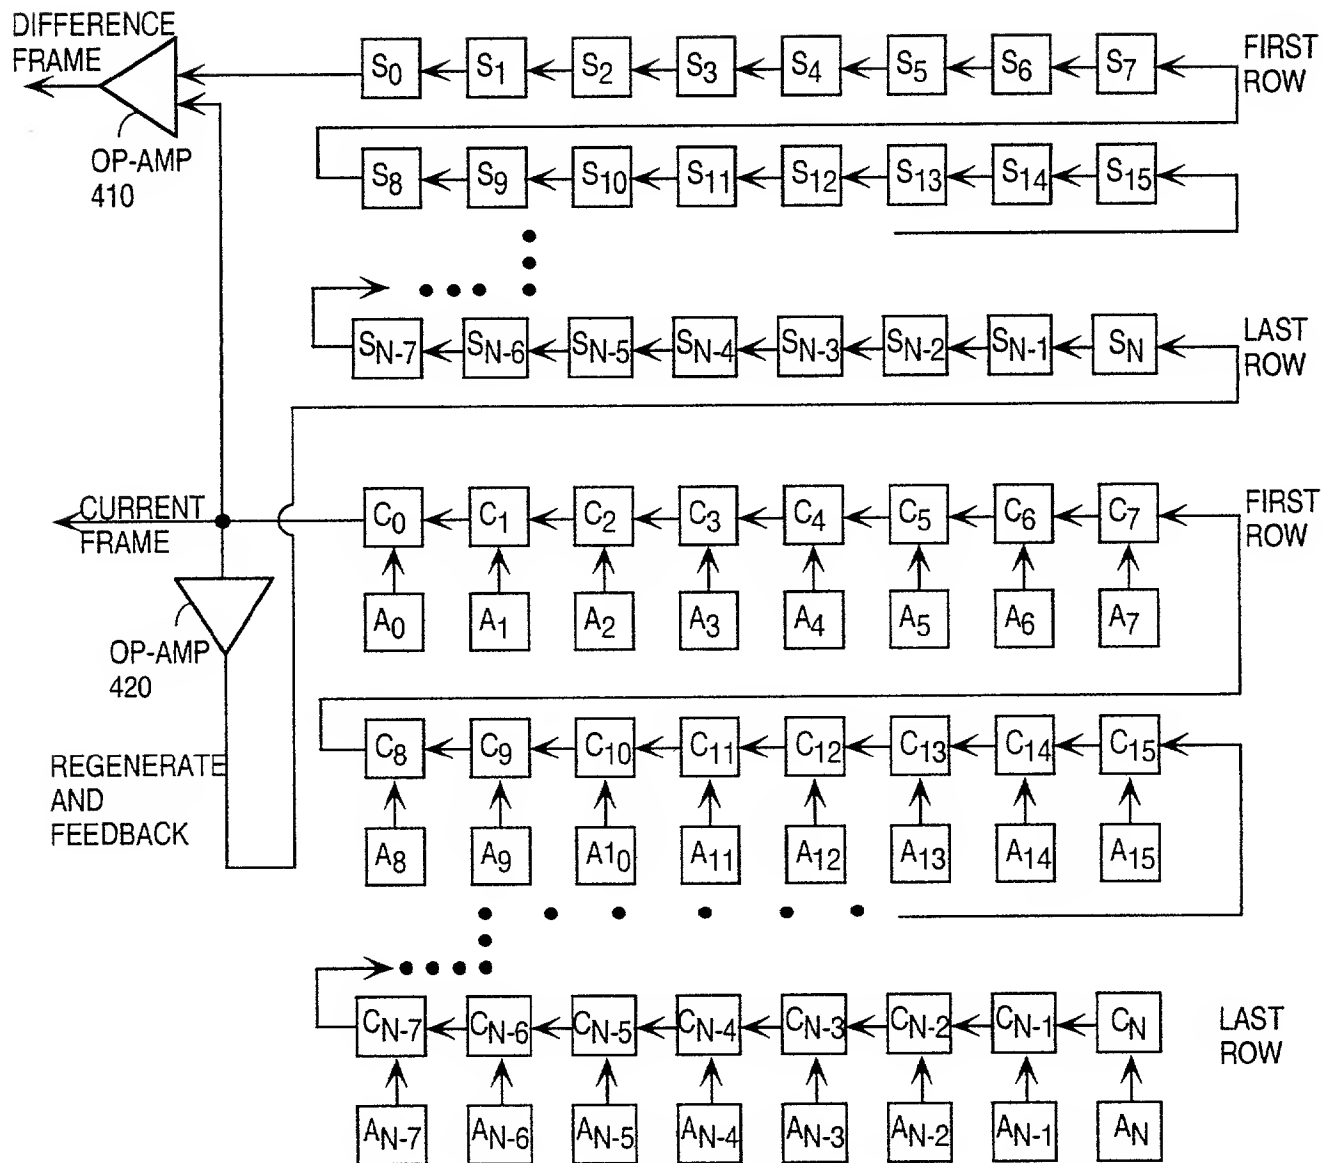 DIFFERENCE
FRAME
OP-AMP
410
S0 S1 S2 S3 S4 S5 S6 S7
FIRST
ROW
S8 S9 S10 S11 S12 S13 S14 S15
SN-7 SN-6 SN-5 SN-4 SN-3 SN-2 SN-1 SN
LAST
ROW
CURRENT
FRAME
C0 C1 C2 C3 C4 C5 C6 C7
FIRST
ROW
A0 A1 A2 A3 A4 A5 A6 A7
OP-AMP
420
REGENERATE
AND
FEEDBACK
C8 C9 C10 C11 C12 C13 C14 C15
A8 A9 A10 A11 A12 A13 A14 A15
CN-7 CN-6 CN-5 CN-4 CN-3 CN-2 CN-1 CN
LAST
ROW
AN-7 AN-6 AN-5 AN-4 AN-3 AN-2 AN-1 AN